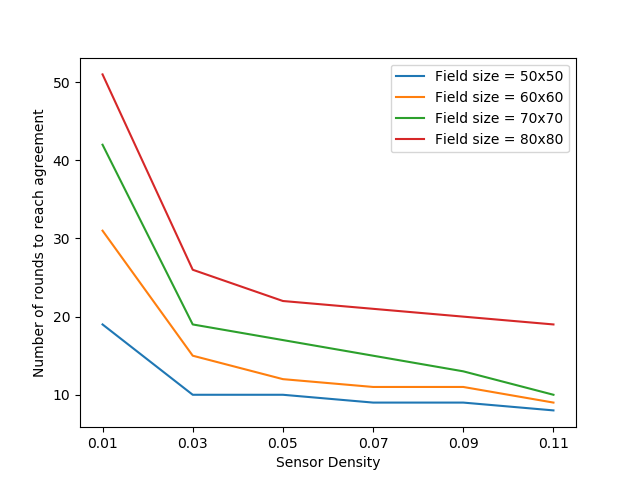 Field size = 50x50
Field size = 60x60
Field size = 70x70
Field size = 80x80
Number of rounds to reach agreement
50
40
30
20
10
0.01 0.03 0.05 0.07 0.09 0.11
Sensor Density